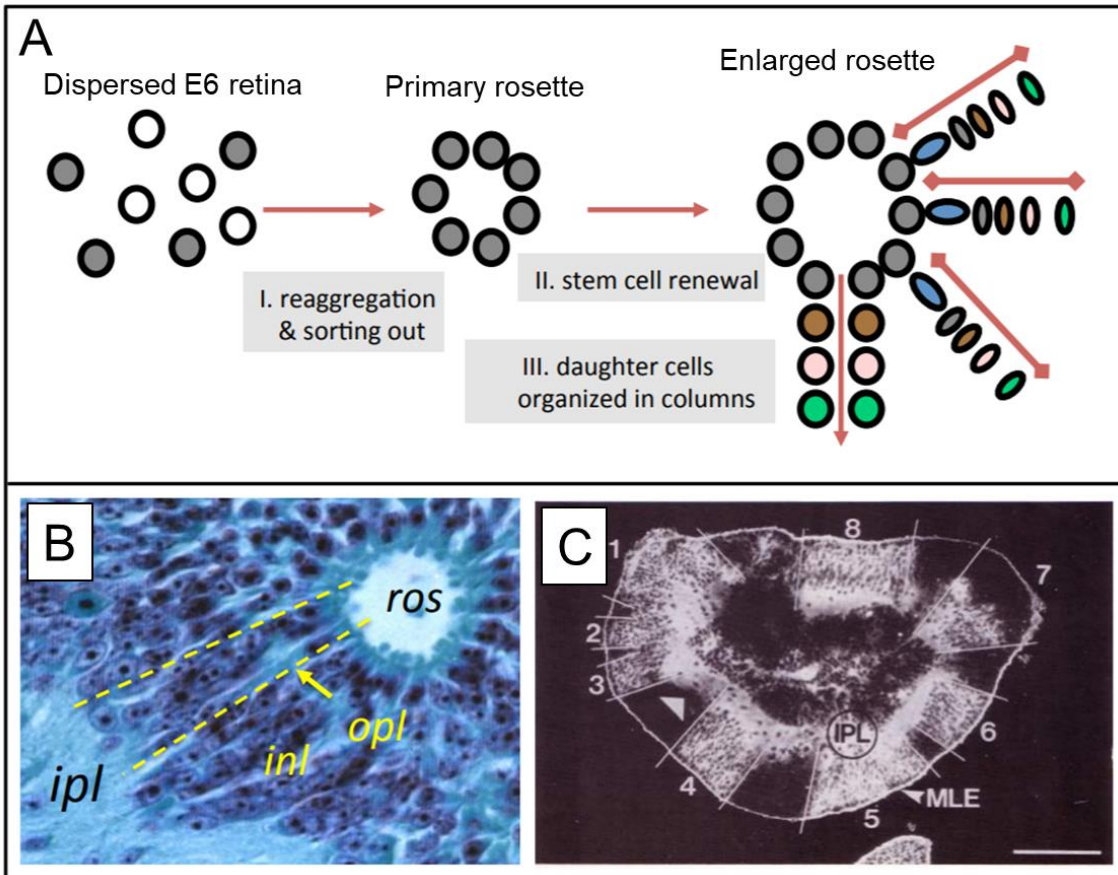 A
Dispersed E6 retina
Primary rosette
Enlarged rosette
I. reaggregation
& sorting out
II. stem cell renewal
III. daughter cells
organized in columns
B
ros
opl
inl
ipl
C
1
8
7
2
3
IPL
6
4
MLE
5